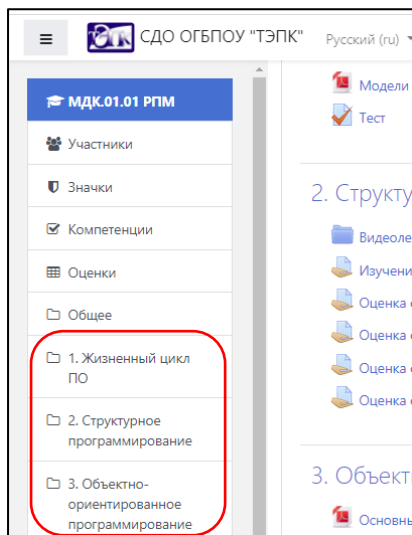 СДО ОГБПОУ "ТЭПК" Русский (ru)
МДК.01.01 РПМ
Участники
Значки
Компетенции
Оценки
Общее
1. Жизненный цикл
ПО
2. Структурное
программирование
3. Объектно-
ориентированное
программирование
Модели
Тест
2. Структу
Видеоле
Изучени
Оценка
Оценка
Оценка
Оценка
3. Объект
Основны